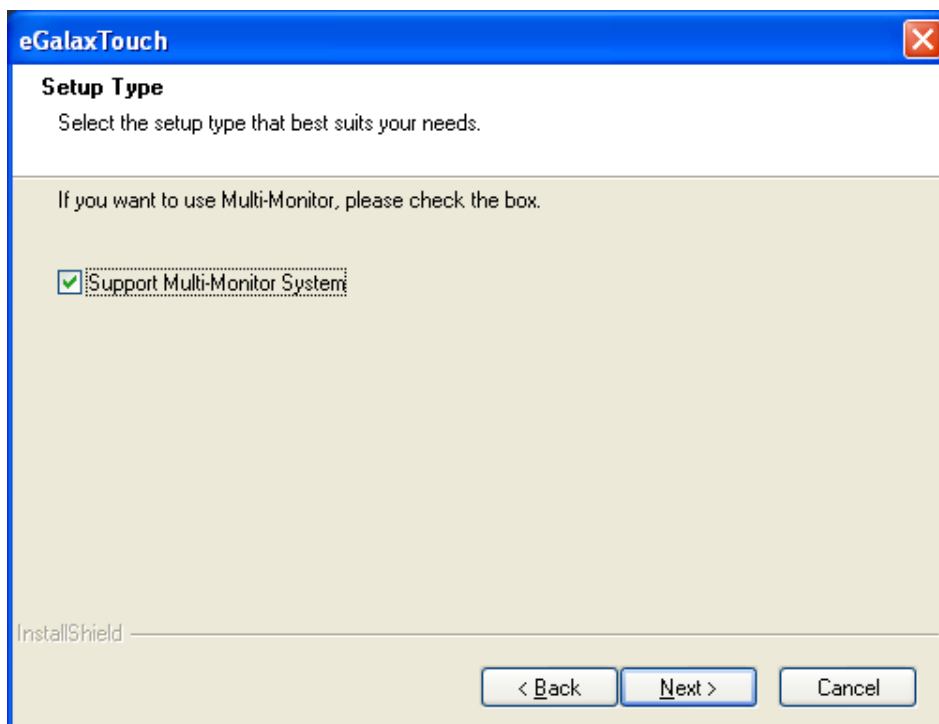 eGalaxTouch
Setup Type
Select the setup type that best suits your needs.
If you want to use Multi-Monitor, please check the box.
Support Multi-Monitor System
InstallShield
< Back
Next >
Cancel